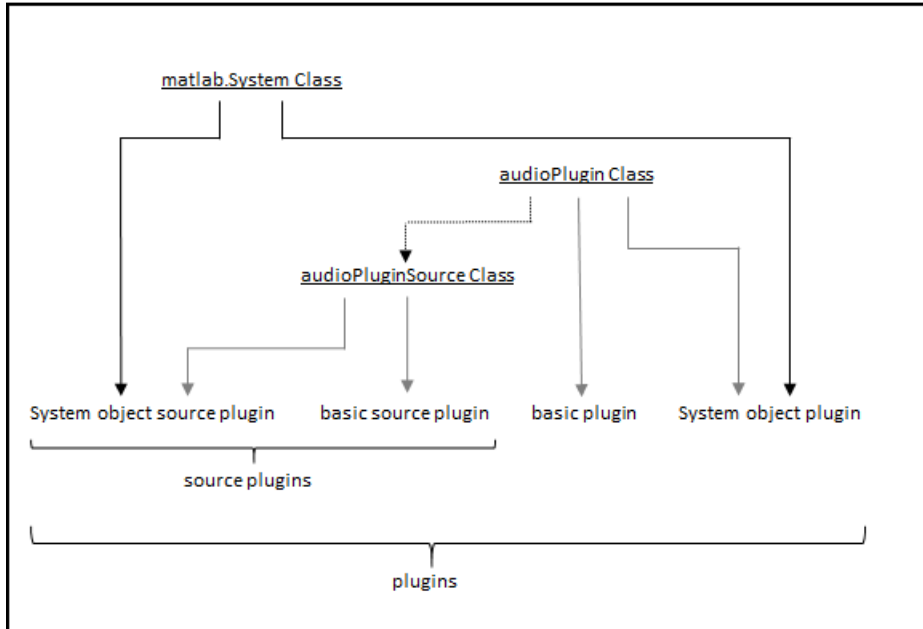 matlab.System Class
audioPlugin Class
audioPluginSource Class
System object source plugin
basic source plugin
basic plugin
System object plugin
source plugins
plugins